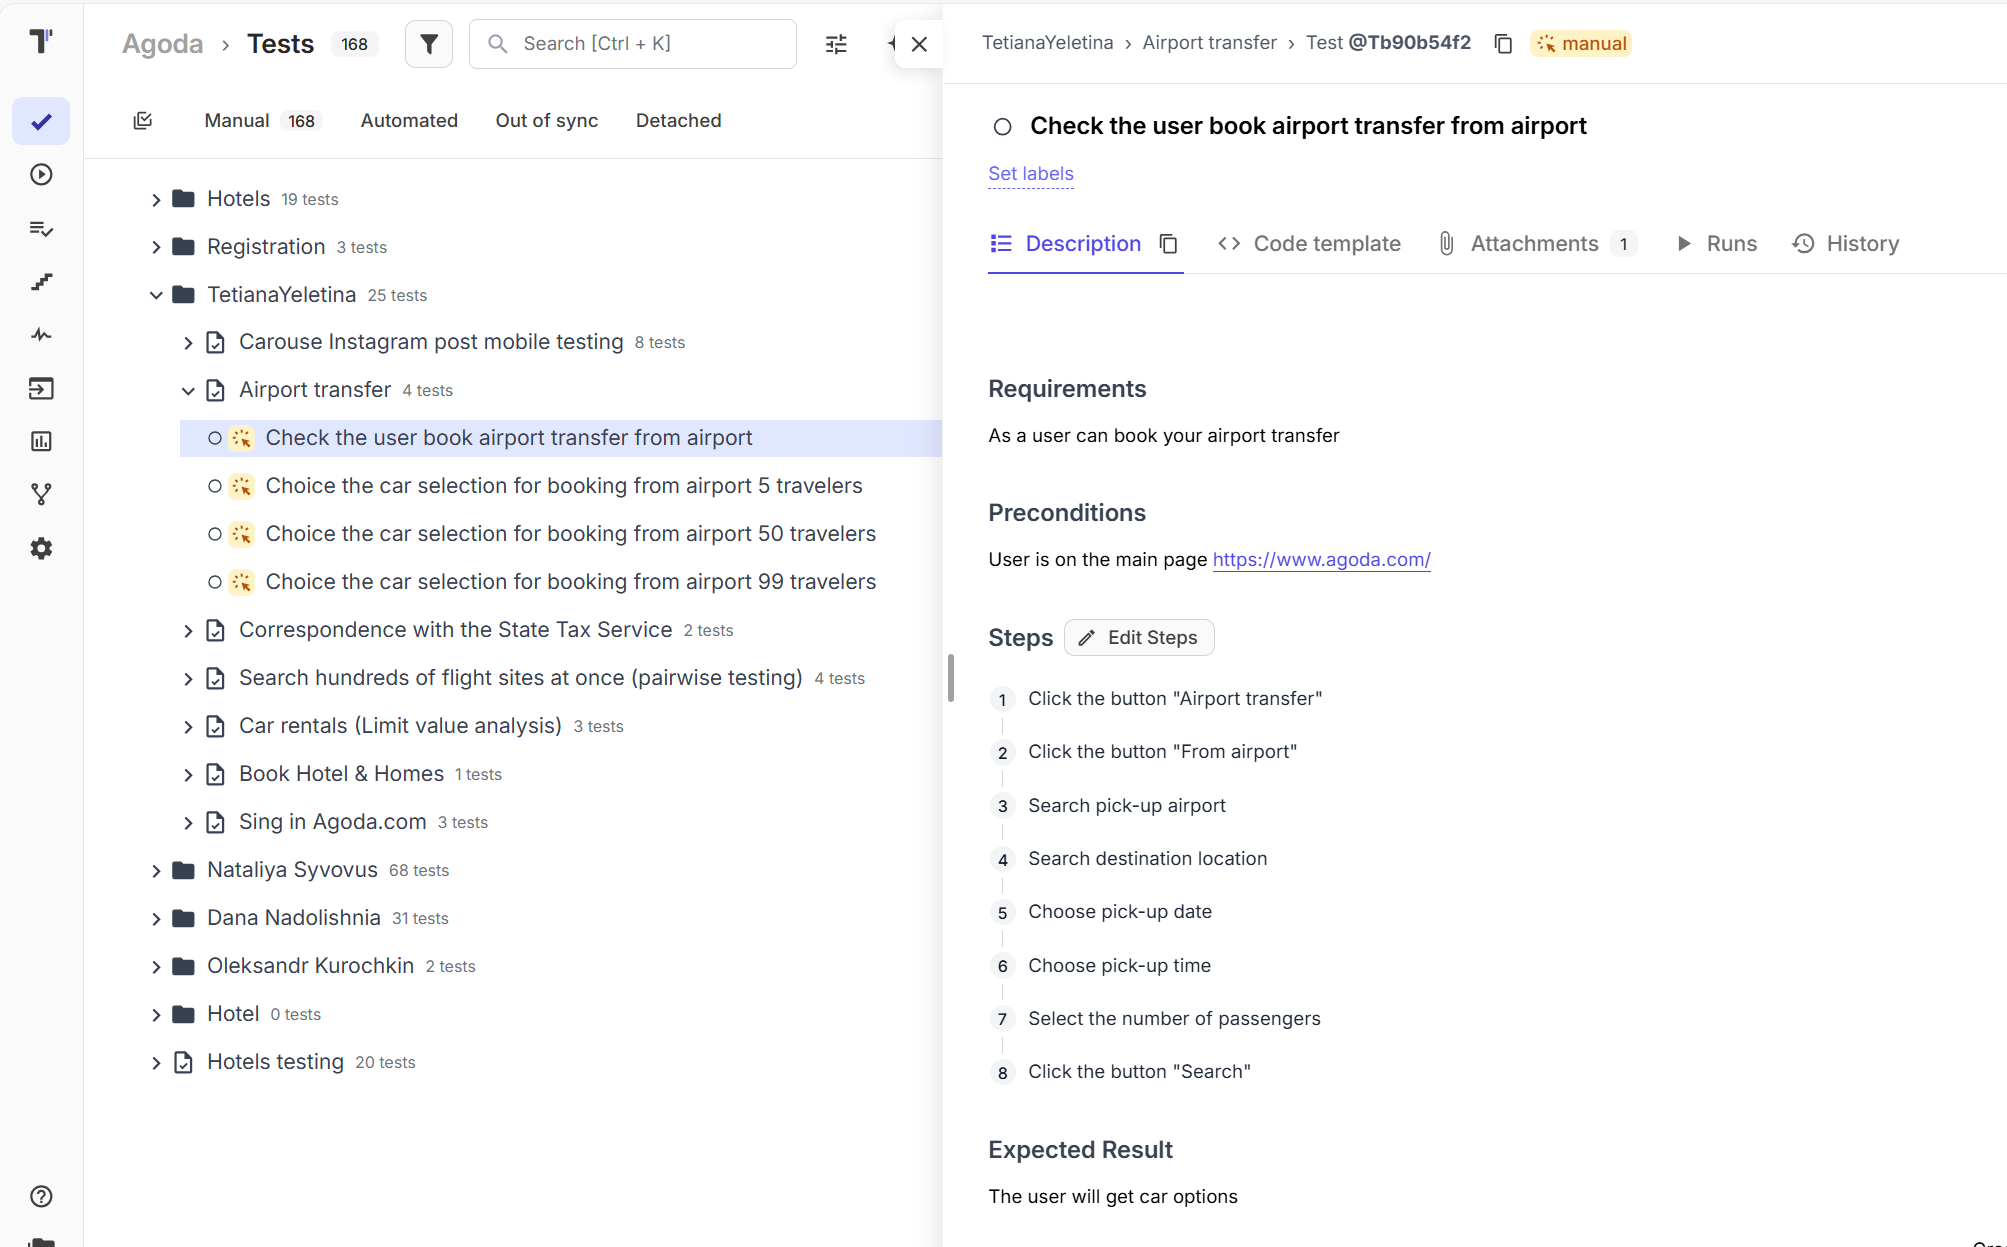 Agoda › Tests 168
Search [Ctrl + K]
Manual 168 Automated Out of sync Detached
Hotels 19 tests
Registration 3 tests
TetianaYeletina 25 tests
Carouse Instagram post mobile testing 8 tests
Airport transfer 4 tests
Check the user book airport transfer from airport
Choice the car selection for booking from airport 5 travelers
Choice the car selection for booking from airport 50 travelers
Choice the car selection for booking from airport 99 travelers
Correspondence with the State Tax Service 2 tests
Search hundreds of flight sites at once (pairwise testing) 4 tests
Car rentals (Limit value analysis) 3 tests
Book Hotel & Homes 1 tests
Sing in Agoda.com 3 tests
Nataliya Syvovus 68 tests
Dana Nadolishnia 31 tests
Oleksandr Kurochkin 2 tests
Hotel 0 tests
Hotels testing 20 tests
TetianaYeletina › Airport transfer › Test @Tb90b54f2 manual
Check the user book airport transfer from airport
Set labels
Description Code template Attachments 1 Runs History
Requirements
As a user can book your airport transfer
Preconditions
User is on the main page https://www.agoda.com/
Steps Edit Steps
1 Click the button "Airport transfer"
2 Click the button "From airport"
3 Search pick-up airport
4 Search destination location
5 Choose pick-up date
6 Choose pick-up time
7 Select the number of passengers
8 Click the button "Search"
Expected Result
The user will get car options